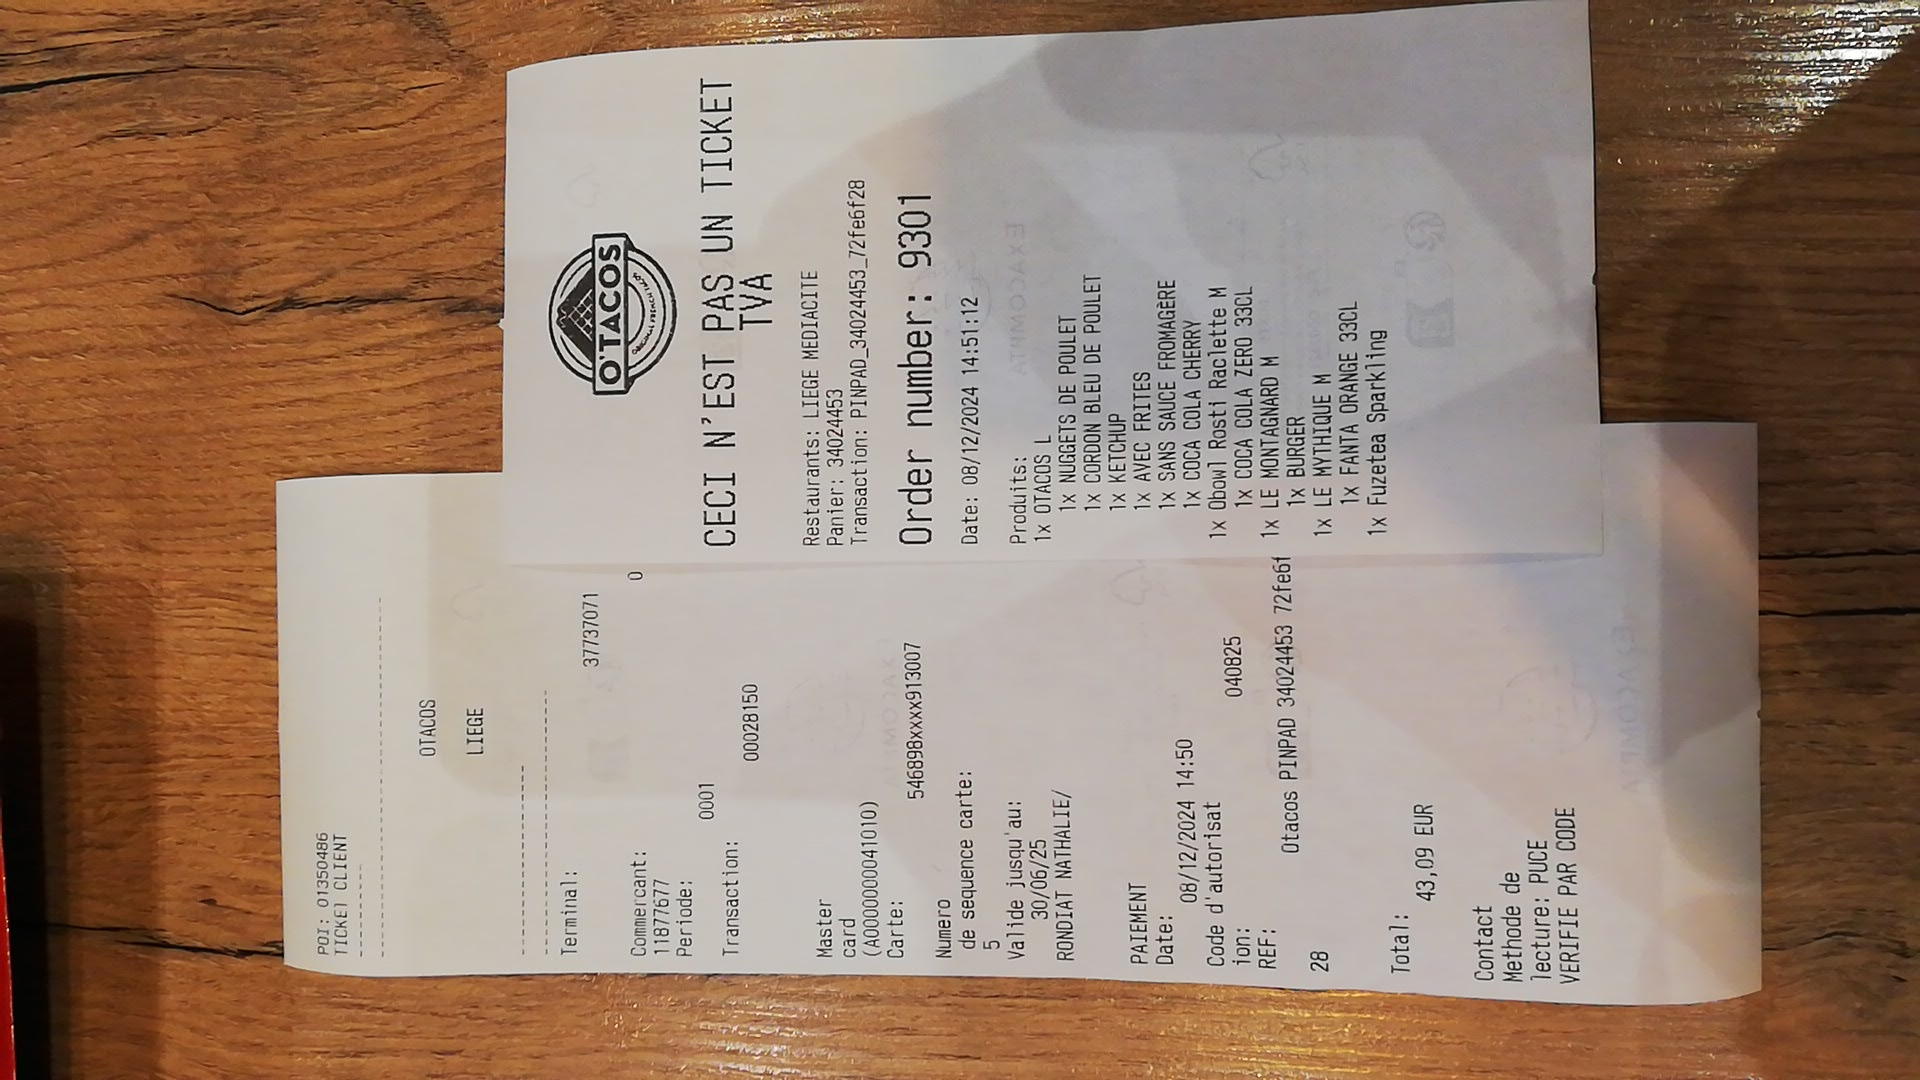 O'TACOS
CECI N'EST PAS UN TICKET
TVA
Restaurants: LIEGE MEDIACITE
Panier: 34024453
Transaction: PINPAD_34024453_72fe6f28
Order number: 9301
Date: 08/12/2024 14:51:12
Produits:
1x OTACOS L
1x NUGGETS DE POULET
1x CORDON BLEU DE POULET
1x KETCHUP
1x AVEC FRITES
1x SANS SAUCE FROMAGÈRE
1x COCA COLA CHERRY
1x Obowl Rosti Raclette M
1x COCA COLA ZERO 33CL
1x LE MONTAGNARD M
1x BURGER
1x LE MYTHIQUE M
1x FANTA ORANGE 33CL
1x Fuzetea Sparkling
POI: 01350486
TICKET CLIENT
OTACOS
LIEGE
Terminal: 37737071
Commercant: 0
11877677
Periode:
0001
Transaction:
00028150
Master
card
(A0000000041010)
Carte:
546898xxxx913007
Numero
de sequence carte:
5
Valide jusqu'au:
30/06/25
RONDIAT NATHALIE/
PAIEMENT
Date:
08/12/2024 14:50
Code d'autorisat
ion: 040825
REF:
Otacos PINPAD 34024453 72fe6f
28
Total: 43,09 EUR
Contact
Methode de
lecture: PUCE
VERIFIE PAR CODE